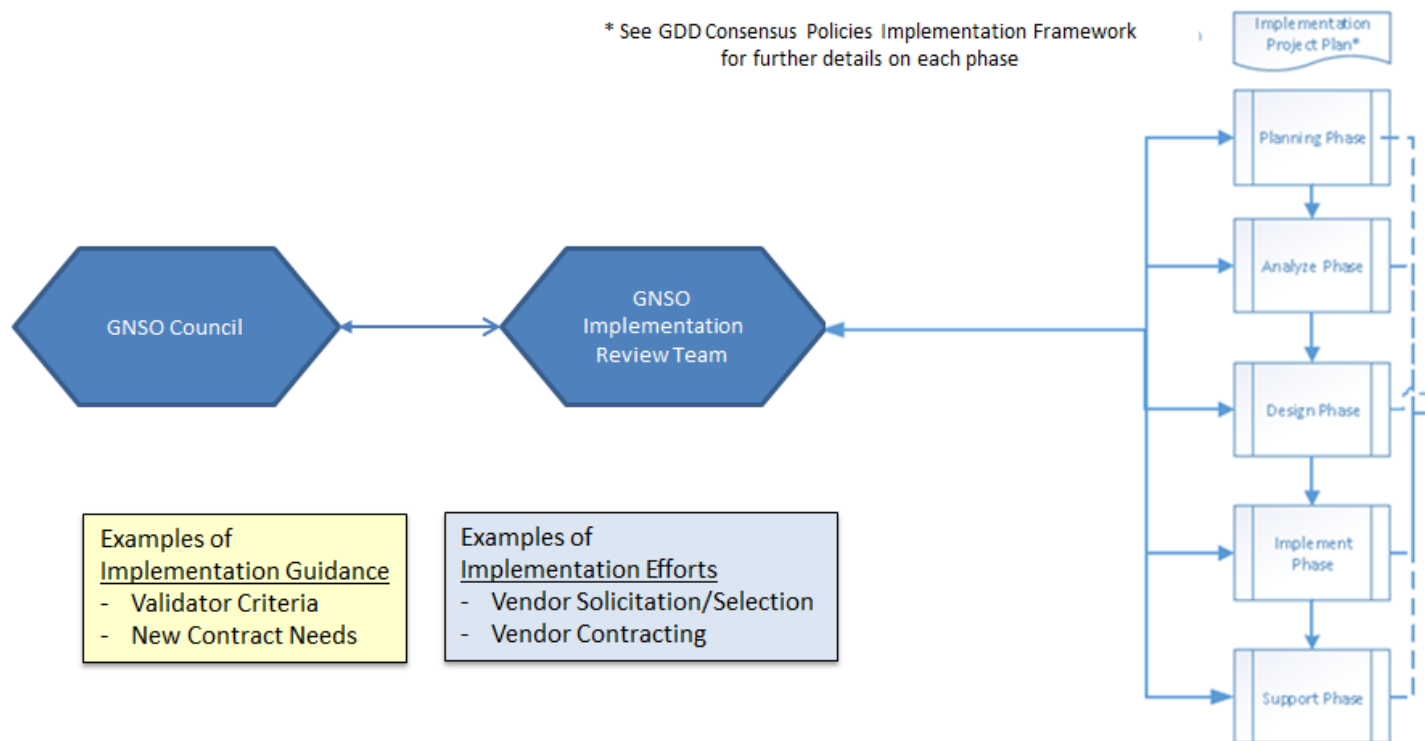 * See GDD Consensus Policies Implementation Framework
for further details on each phase
Implementation
Project Plan*
Planning Phase
Analyze Phase
GNSO Council
GNSO
Implementation
Review Team
Design Phase
Examples of
Implementation Guidance
- Validator Criteria
- New Contract Needs
Examples of
Implementation Efforts
- Vendor Solicitation/Selection
- Vendor Contracting
Implement
Phase
Support Phase